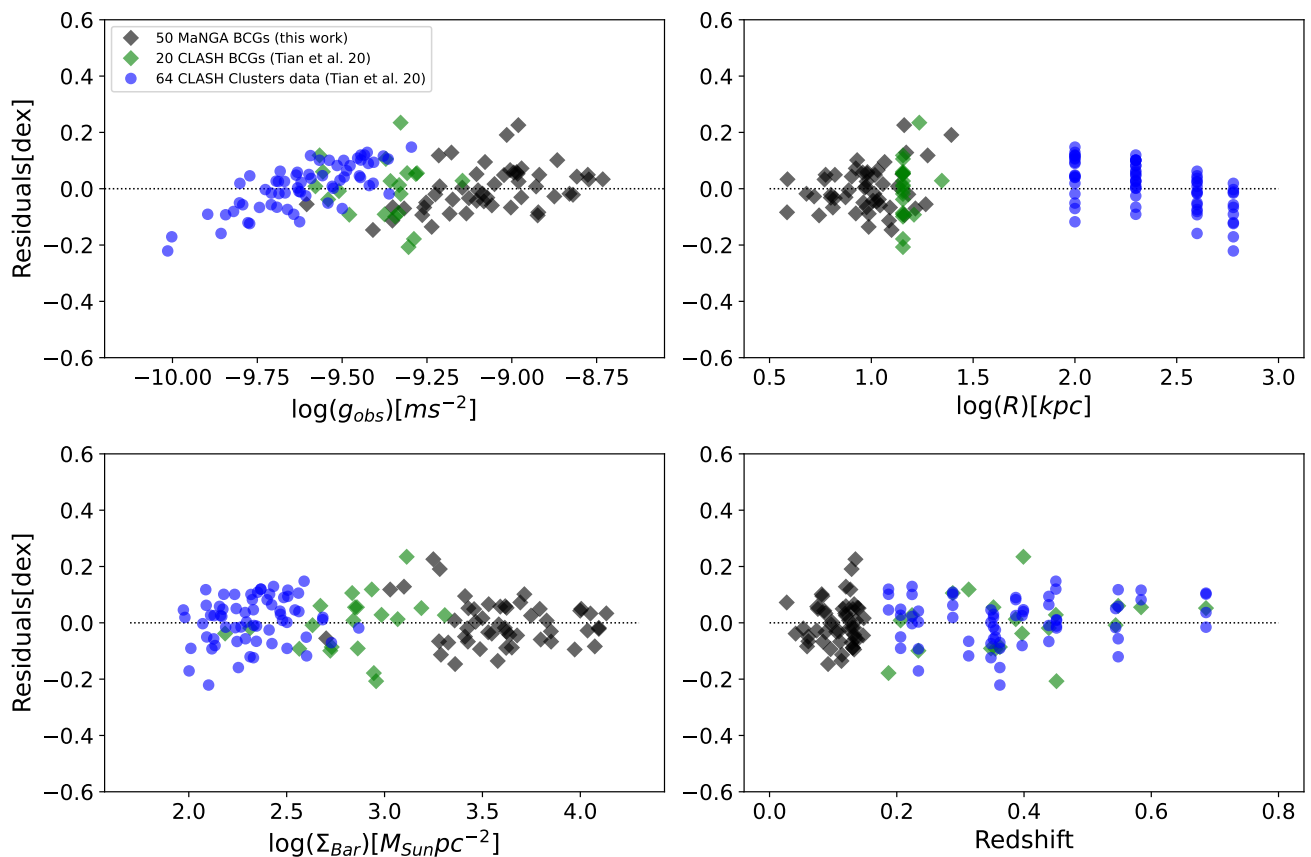 0.6
0.4
0.2
0.0
−0.2
−0.4
−0.6
Residuals[dex]
50 MaNGA BCGs (this work)
20 CLASH BCGs (Tian et al. 20)
64 CLASH Clusters data (Tian et al. 20)
−10.00 −9.75 −9.50 −9.25 −9.00 −8.75
log(g_obs)[ms^−2]
0.6
0.4
0.2
0.0
−0.2
−0.4
−0.6
0.5 1.0 1.5 2.0 2.5 3.0
log(R)[kpc]
0.6
0.4
0.2
0.0
−0.2
−0.4
−0.6
Residuals[dex]
2.0 2.5 3.0 3.5 4.0
log(Σ_Bar)[M_Sun pc^−2]
0.6
0.4
0.2
0.0
−0.2
−0.4
−0.6
0.0 0.2 0.4 0.6 0.8
Redshift